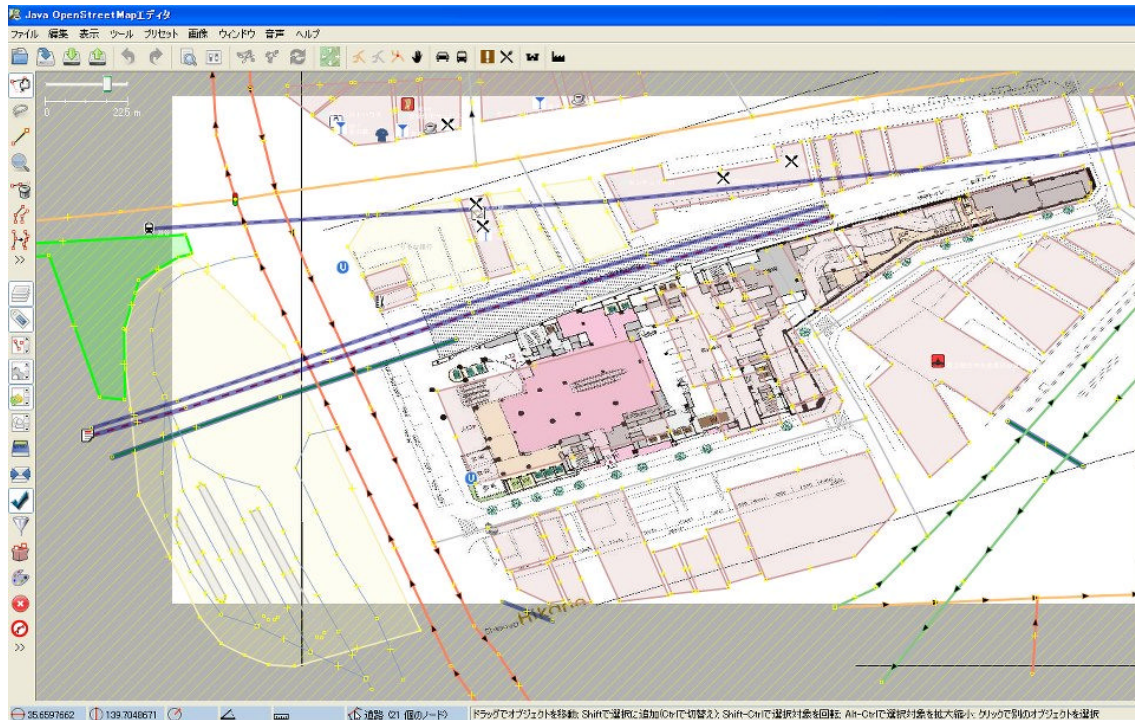 Java OpenStreetMapエディタ
ファイル 編集 表示 ツール プリセット 画像 ウィンドウ 音声 ヘルプ
0 22.5 m
Shibuya Hikarie
35.6597662 139.7048671 道路 (21 個のノード) ドラッグでオブジェクトを移動; Shiftで選択に追加(Ctrlで切替え); Shift-Ctrlで選択対象を回転; Alt-Ctrlで選択対象を拡大縮小; クリックで別のオブジェクトを選択